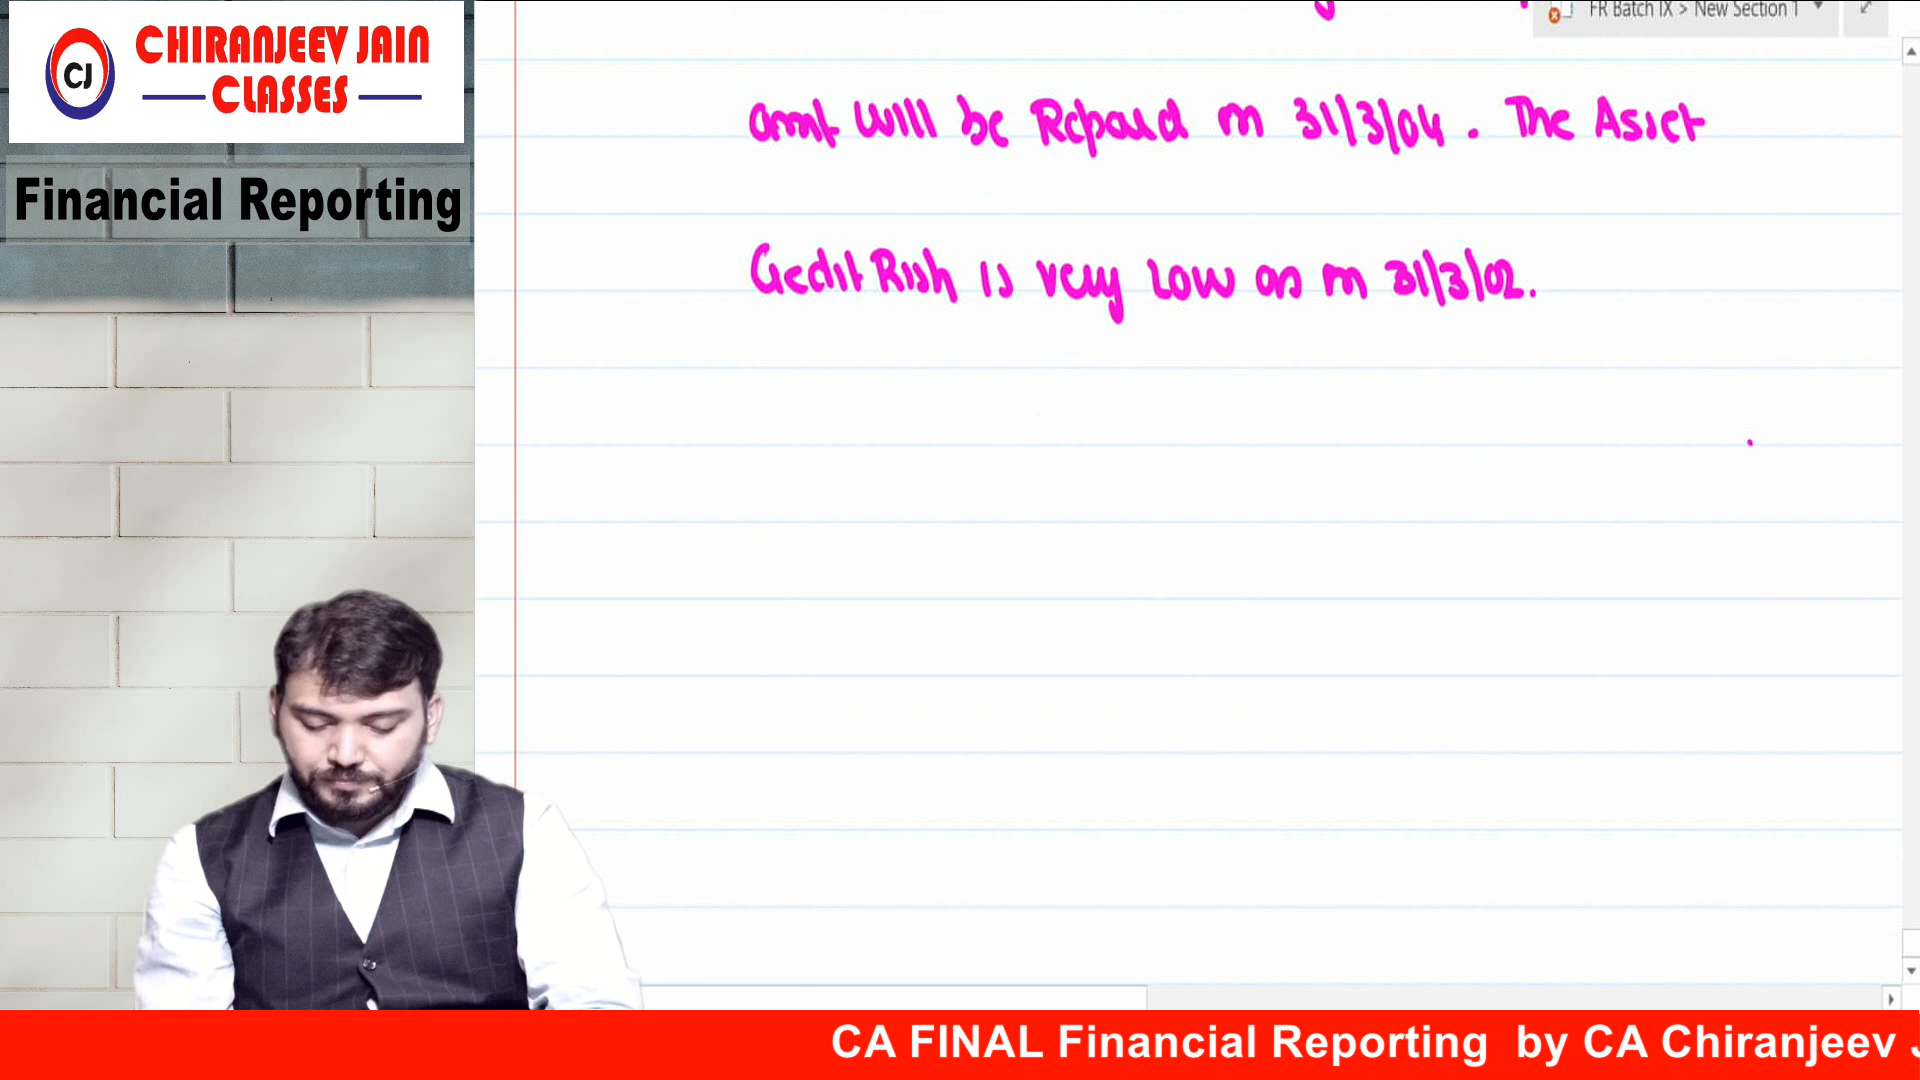 CHIRANJEEV JAIN
CJ
CLASSES
Financial Reporting
FR Batch IX > New Section 1
amt will be Repaid on 31/3/04. The Asset
Credit Risk is very Low as on 31/3/02.
CA FINAL Financial Reporting by CA Chiranjeev J